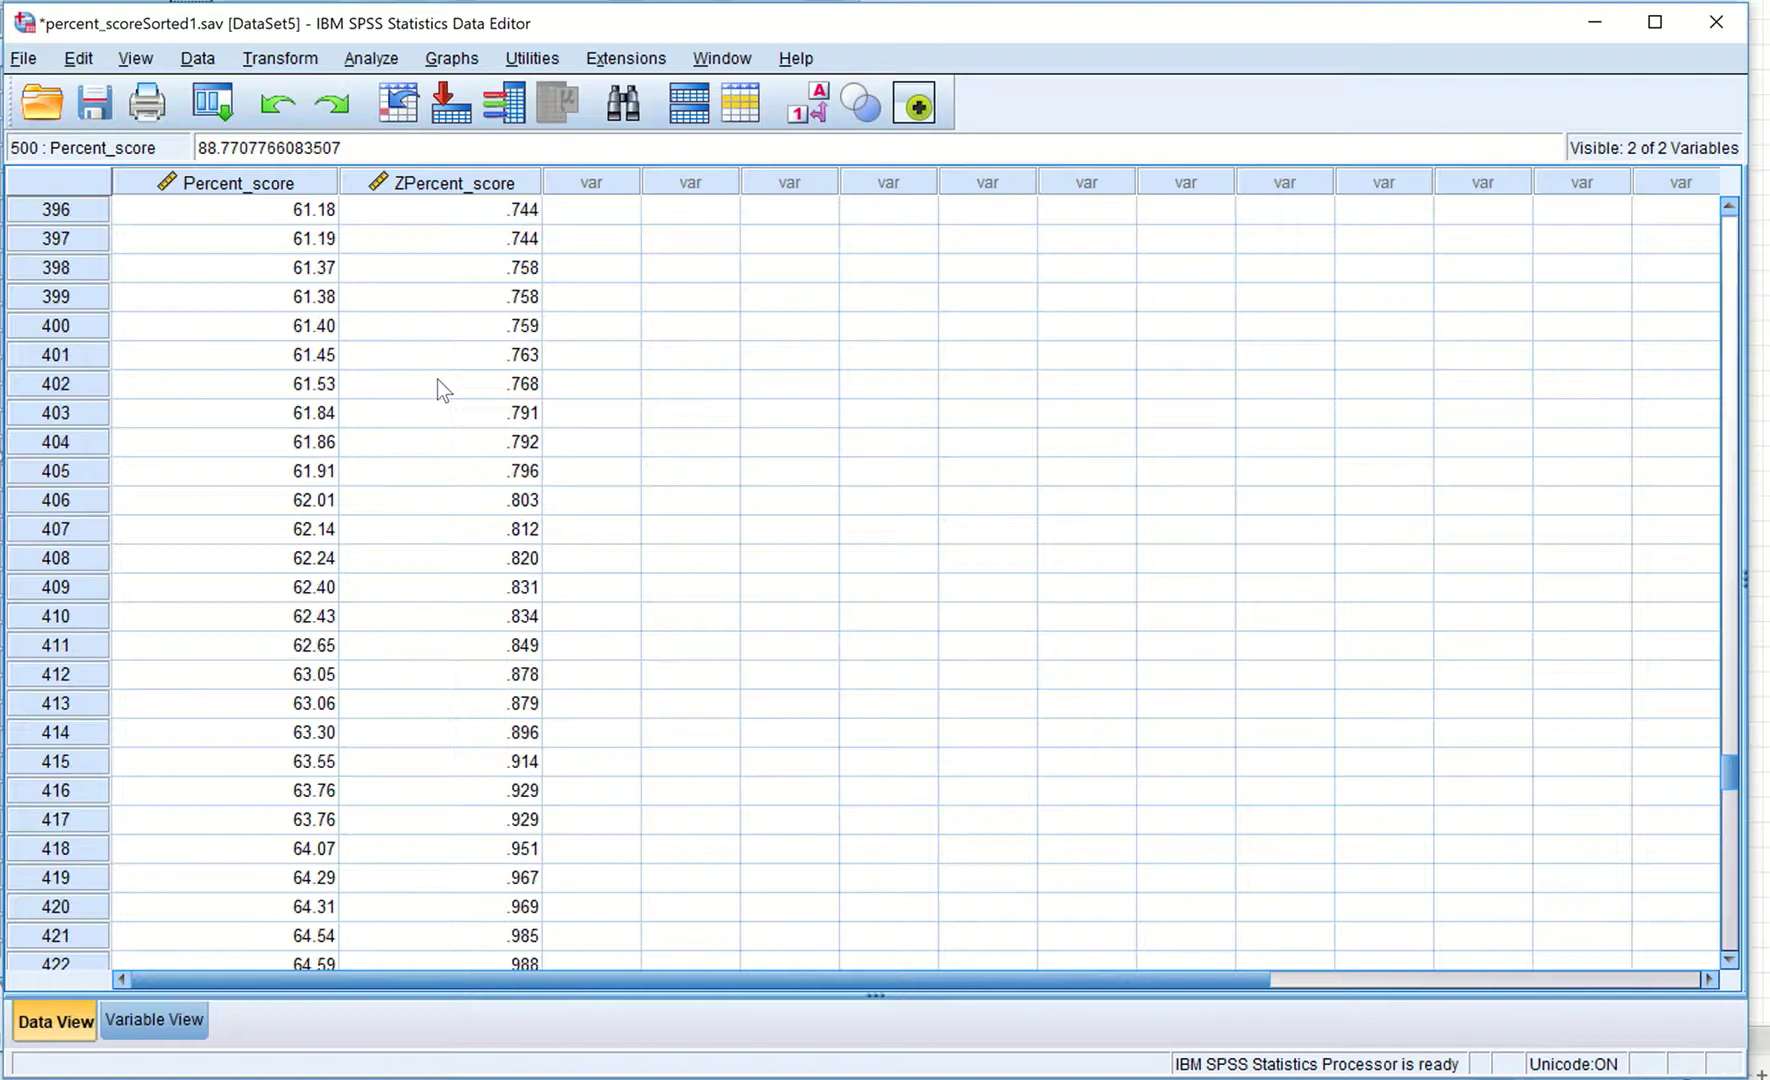 *percent_scoreSorted1.sav [DataSet5] - IBM SPSS Statistics Data Editor
File Edit View Data Transform Analyze Graphs Utilities Extensions Window Help
500 : Percent_score 88.7707766083507 Visible: 2 of 2 Variables
Percent_score ZPercent_score var var var var var var var var var var var var
396 61.18 .744
397 61.19 .744
398 61.37 .758
399 61.38 .758
400 61.40 .759
401 61.45 .763
402 61.53 .768
403 61.84 .791
404 61.86 .792
405 61.91 .796
406 62.01 .803
407 62.14 .812
408 62.24 .820
409 62.40 .831
410 62.43 .834
411 62.65 .849
412 63.05 .878
413 63.06 .879
414 63.30 .896
415 63.55 .914
416 63.76 .929
417 63.76 .929
418 64.07 .951
419 64.29 .967
420 64.31 .969
421 64.54 .985
422 64.59 .988
Data View Variable View
IBM SPSS Statistics Processor is ready Unicode:ON